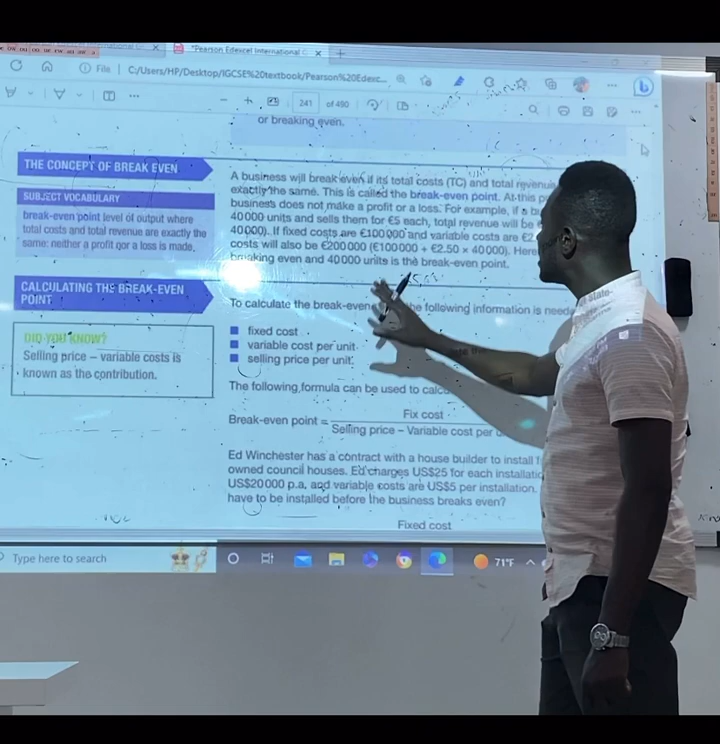 *Pearson Edexcel International G
File | C:/Users/HP/Desktop/IGCSE%20textbook/Pearson%20Edexc...
241 of 490
or breaking even.
THE CONCEPT OF BREAK EVEN
SUBJECT VOCABULARY
break-even point level of output where
total costs and total revenue are exactly the
same: neither a profit nor a loss is made.
A business will break even if its total costs (TC) and total
exactly the same. This is called the break-even point. At this
business does not make a profit or a loss. For example, if a
40000 units and sells them for €5 each, total revenue will be
40000). If fixed costs are €100000 and variable costs are €2
costs will also be €200000 (€100000 + €2.50 × 40000). Here
breaking even and 40000 units is the break-even point.
CALCULATING THE BREAK-EVEN
POINT
DID YOU KNOW?
Selling price – variable costs is
known as the contribution.
To calculate the break-even the following information is
fixed cost
variable cost per unit
selling price per unit.
The following formula can be used to
Break-even point =
Fix cost
Selling price – Variable cost per
Ed Winchester has a contract with a house builder to install
owned council houses. Ed charges US$25 for each
US$20000 p.a, and variable costs are US$5 per installation.
have to be installed before the business breaks even?
Fixed cost
Type here to search
71°F